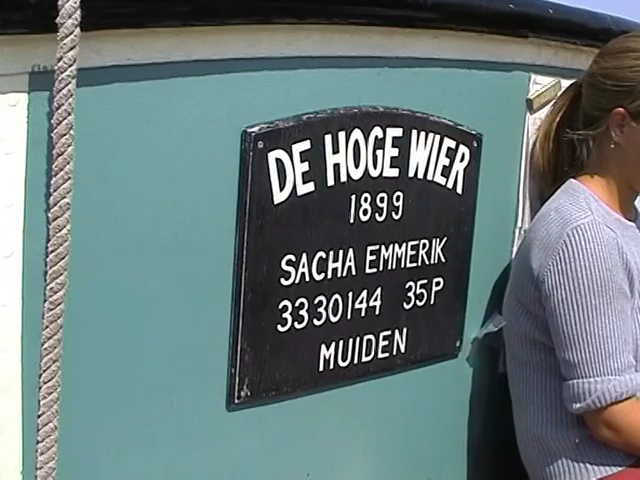 DE HOGE WIER
1899
SACHA EMMERIK
3330144 35P
MUIDEN